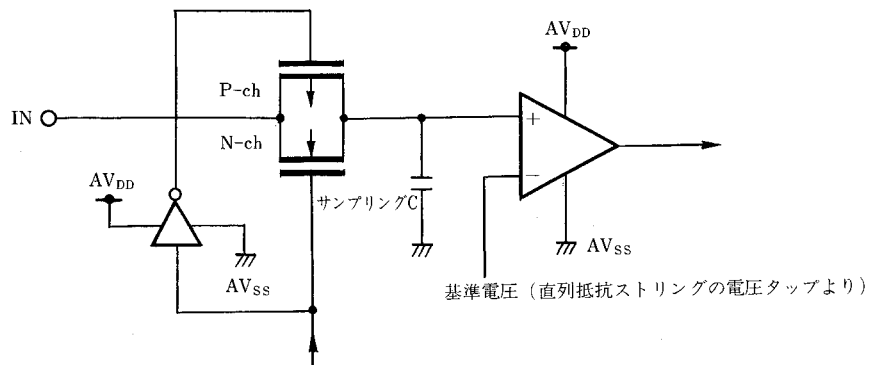 AVDD
P-ch
IN
N-ch
+
−
AVDD
サンプリングC
AVSS
AVSS
基準電圧（直列抵抗ストリングの電圧タップより）